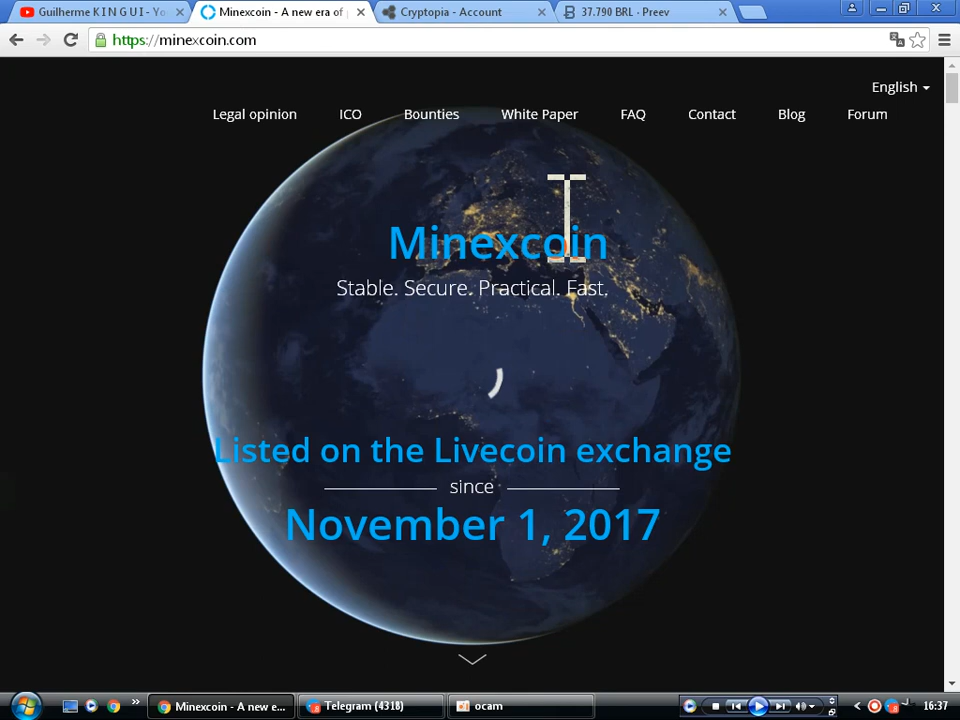 Guilherme K I N G U I - Yo
Minexcoin - A new era of
Cryptopia - Account
37.790 BRL - Preev
https://minexcoin.com
English
Legal opinion
ICO
Bounties
White Paper
FAQ
Contact
Blog
Forum
Minexcoin
Stable. Secure. Practical. Fast.
Listed on the Livecoin exchange
since
November 1, 2017
Minexcoin - A new e...
Telegram (4318)
ocam
16:37